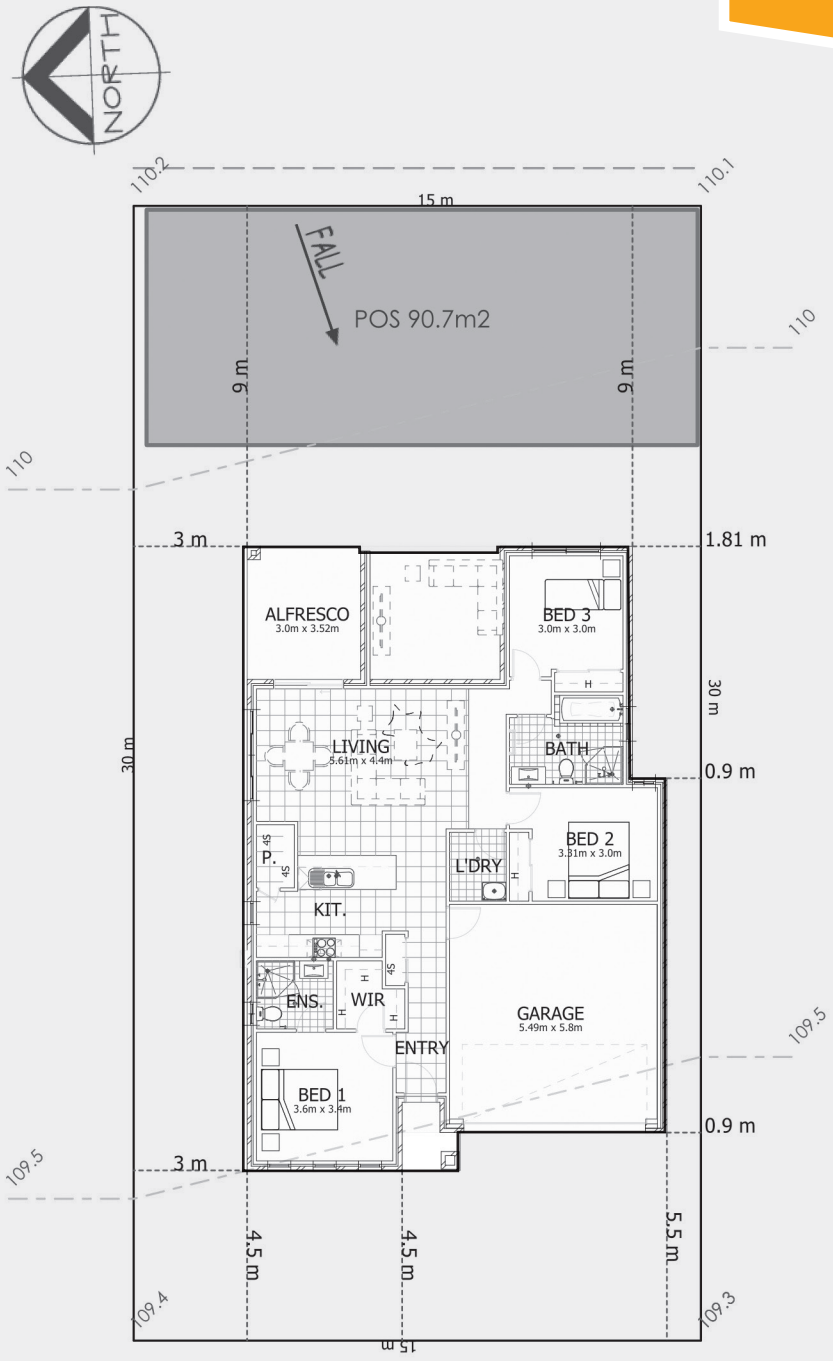 NORTH
110.2
110.1
15 m
FALL
POS 90.7m2
110
9 m
9 m
110
3 m
1.81 m
ALFRESCO
3.0m x 3.52m
BED 3
3.0m x 3.0m
H
30 m
30 m
LIVING
5.61m x 4.4m
BATH
0.9 m
P.
4S
4S
L'DRY
BED 2
3.31m x 3.0m
H
KIT.
4S
ENS.
WIR
H
H
H
GARAGE
5.49m x 5.8m
109.5
ENTRY
BED 1
3.6m x 3.4m
0.9 m
109.5
3 m
4.5 m
4.5 m
5.5 m
109.4
109.3
15 m